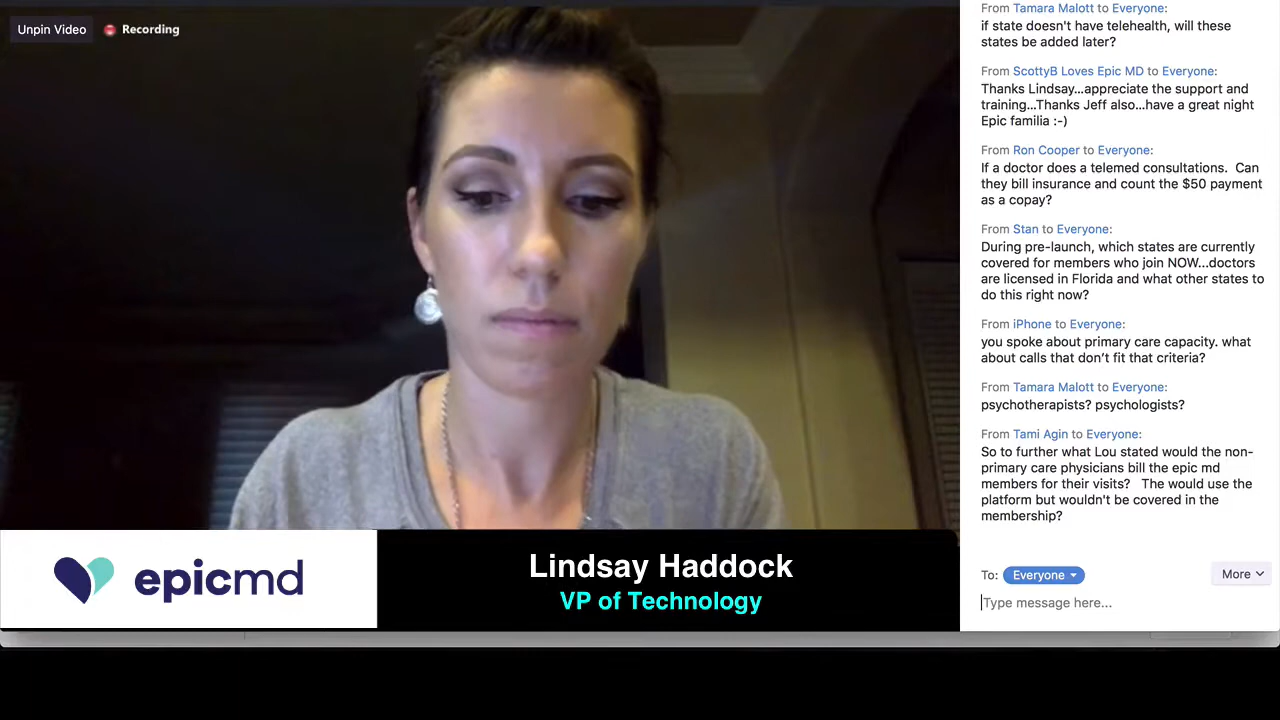 Unpin Video
Recording
epicmd
Lindsay Haddock
VP of Technology
From Tamara Malott to Everyone:
if state doesn't have telehealth, will these
states be added later?
From ScottyB Loves Epic MD to Everyone:
Thanks Lindsay...appreciate the support and
training...Thanks Jeff also...have a great night
Epic familia :-)
From Ron Cooper to Everyone:
If a doctor does a telemed consultations.  Can
they bill insurance and count the $50 payment
as a copay?
From Stan to Everyone:
During pre-launch, which states are currently
covered for members who join NOW...doctors
are licensed in Florida and what other states to
do this right now?
From iPhone to Everyone:
you spoke about primary care capacity. what
about calls that don’t fit that criteria?
From Tamara Malott to Everyone:
psychotherapists? psychologists?
From Tami Agin to Everyone:
So to further what Lou stated would the non-
primary care physicians bill the epic md
members for their visits?   The would use the
platform but wouldn't be covered in the
membership?
To: Everyone
More
Type message here...